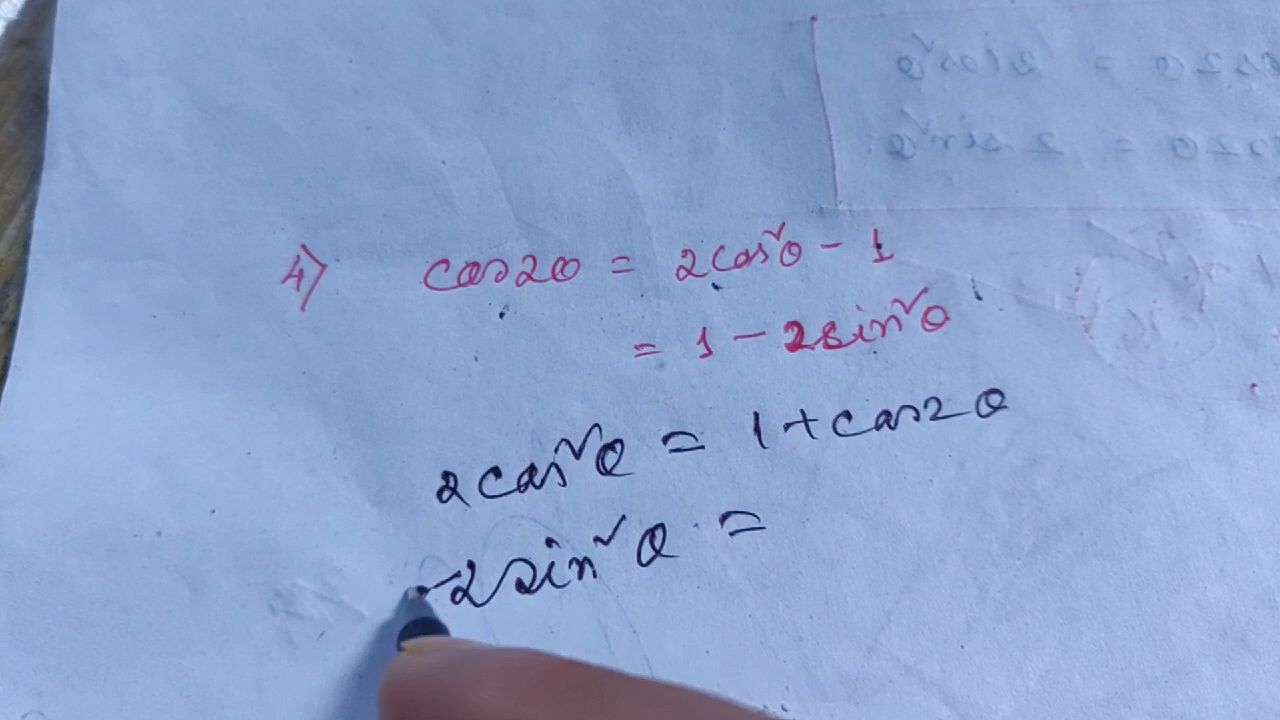 4) cos2θ = 2cos²θ - 1
= 1 - 2sin²θ
2cos²θ = 1 + cos2θ
-2sin²θ =